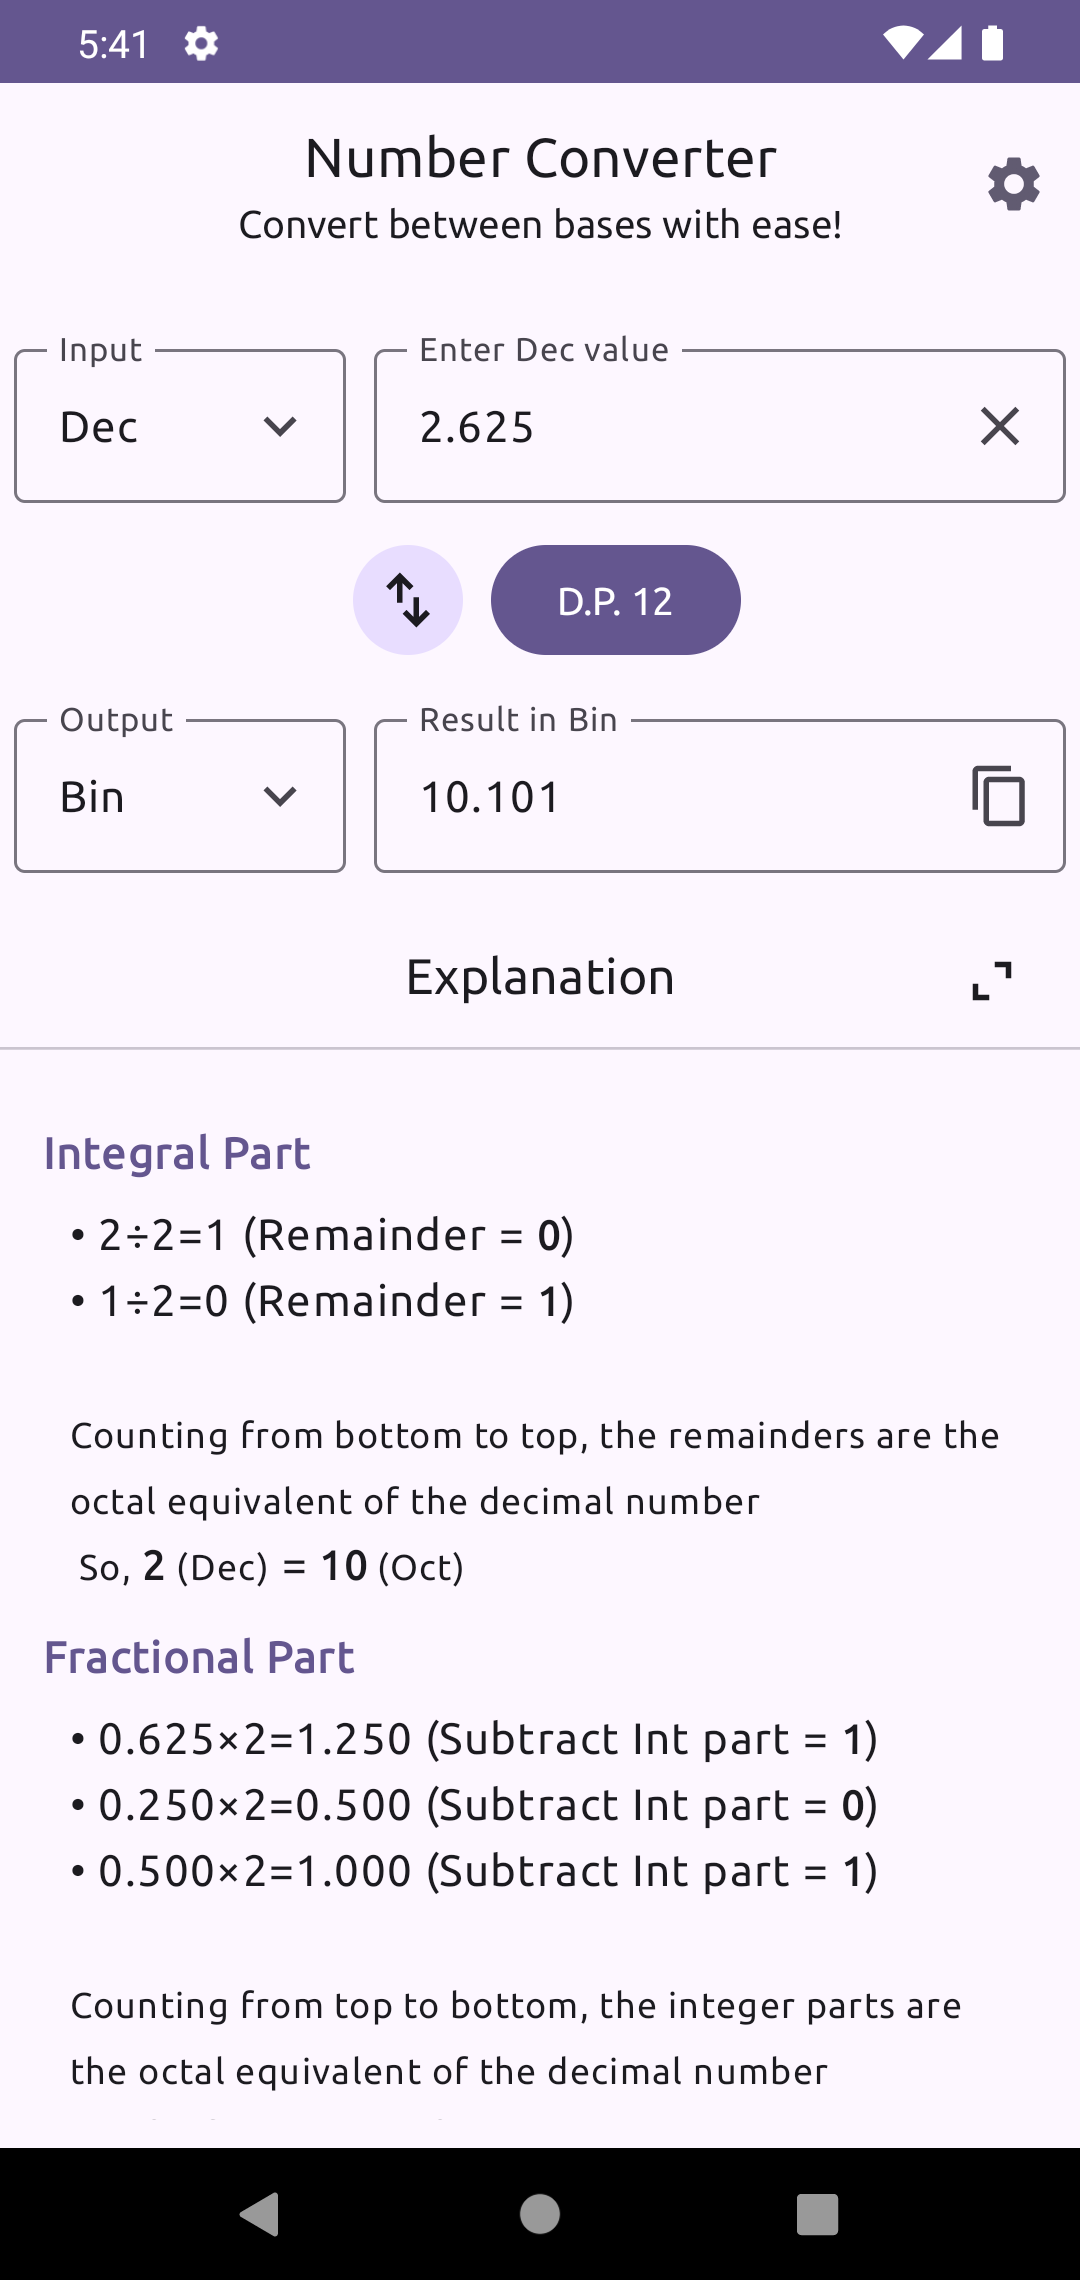 5:41
Number Converter
Convert between bases with ease!
Input
Dec
Enter Dec value
2.625
D.P. 12
Output
Bin
Result in Bin
10.101
Explanation
Integral Part
• 2÷2=1 (Remainder = 0)
• 1÷2=0 (Remainder = 1)
Counting from bottom to top, the remainders are the
octal equivalent of the decimal number
So, 2 (Dec) = 10 (Oct)
Fractional Part
• 0.625×2=1.250 (Subtract Int part = 1)
• 0.250×2=0.500 (Subtract Int part = 0)
• 0.500×2=1.000 (Subtract Int part = 1)
Counting from top to bottom, the integer parts are
the octal equivalent of the decimal number